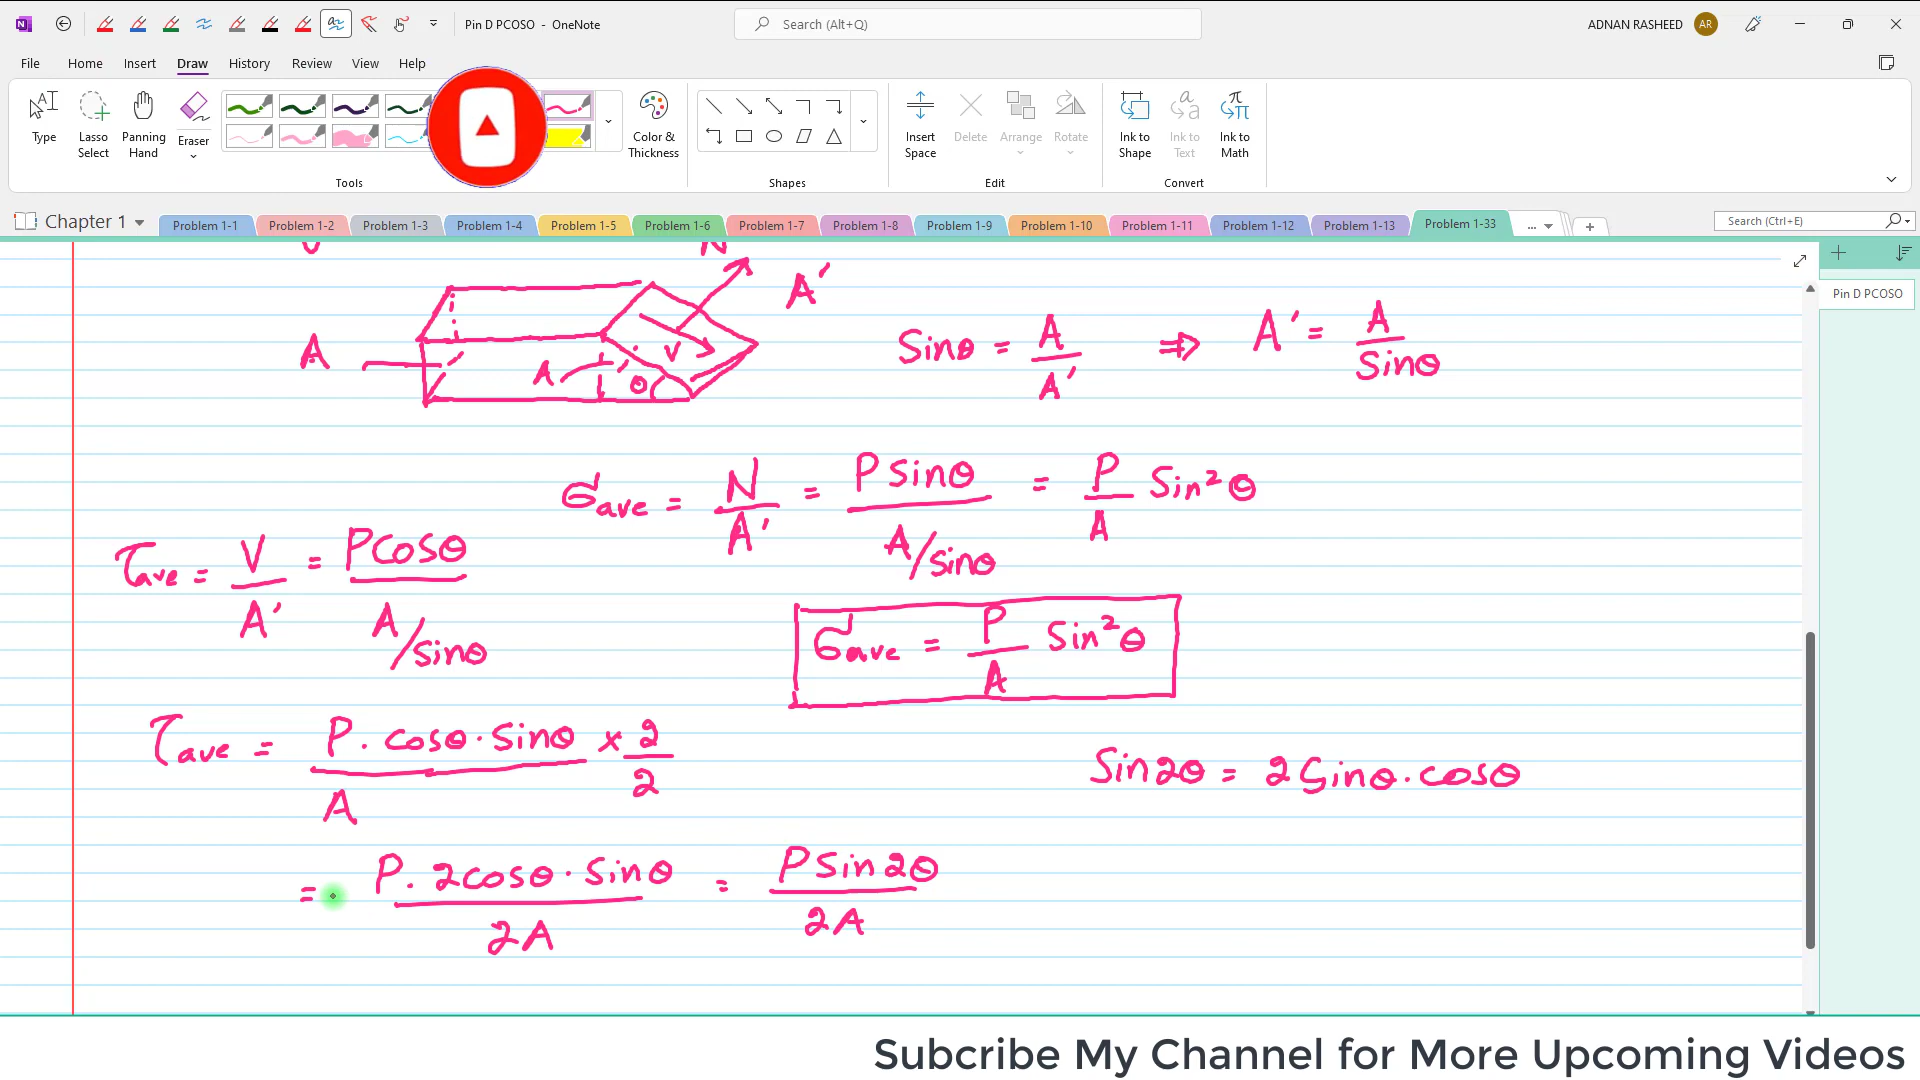 Pin D PCOSO - OneNote
Search (Alt+Q)
ADNAN RASHEED
AR
File Home Insert Draw History Review View Help
Type
Lasso Select
Panning Hand
Eraser
Color & Thickness
Insert Space
Delete
Arrange
Rotate
Ink to Shape
Ink to Text
Ink to Math
Tools
Shapes
Edit
Convert
Chapter 1
Problem 1-1
Problem 1-2
Problem 1-3
Problem 1-4
Problem 1-5
Problem 1-6
Problem 1-7
Problem 1-8
Problem 1-9
Problem 1-10
Problem 1-11
Problem 1-12
Problem 1-13
Problem 1-33
...
Search (Ctrl+E)
Pin D PCOSO
N
A'
A
A
V
θ
Sinθ = A/A' ⇒ A' = A/Sinθ
σave = N/A' = P sinθ / A/sinθ = P/A Sin²θ
τave = V/A' = P cosθ / A/sinθ
σave = P/A Sin²θ
τave = P. cosθ . sinθ / A × 2/2
Sin2θ = 2 Sinθ . cosθ
= P. 2cosθ . sinθ / 2A = P sin2θ / 2A
Subcribe My Channel for More Upcoming Videos